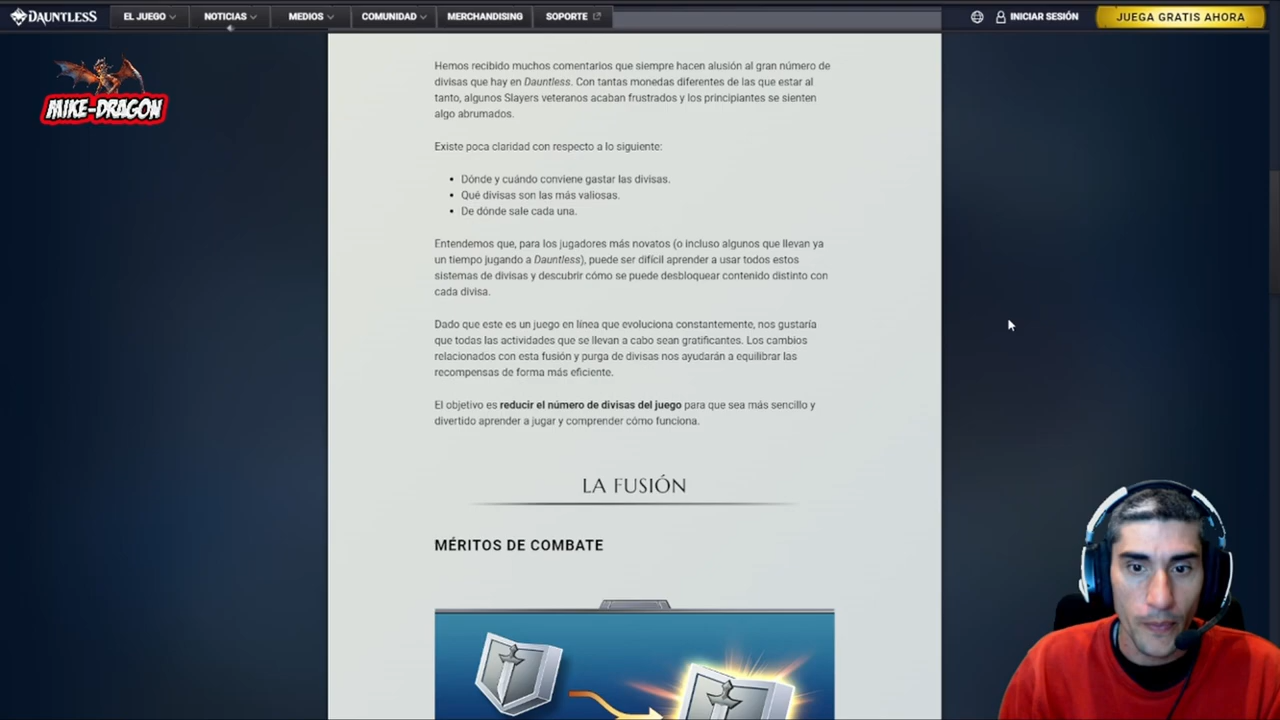 DAUNTLESS
EL JUEGO
NOTICIAS
MEDIOS
COMUNIDAD
MERCHANDISING
SOPORTE
INICIAR SESIÓN
JUEGA GRATIS AHORA
MIKE-DRAGON
Hemos recibido muchos comentarios que siempre hacen alusión al gran número de
divisas que hay en Dauntless. Con tantas monedas diferentes de las que estar al
tanto, algunos Slayers veteranos acaban frustrados y los principiantes se sienten
algo abrumados.
Existe poca claridad con respecto a lo siguiente:
• Dónde y cuándo conviene gastar las divisas.
• Qué divisas son las más valiosas.
• De dónde sale cada una.
Entendemos que, para los jugadores más novatos (o incluso algunos que llevan ya
un tiempo jugando a Dauntless), puede ser difícil aprender a usar todos estos
sistemas de divisas y descubrir cómo se puede desbloquear contenido distinto con
cada divisa.
Dado que este es un juego en línea que evoluciona constantemente, nos gustaría
que todas las actividades que se llevan a cabo sean gratificantes. Los cambios
relacionados con esta fusión y purga de divisas nos ayudarán a equilibrar las
recompensas de forma más eficiente.
El objetivo es reducir el número de divisas del juego para que sea más sencillo y
divertido aprender a jugar y comprender cómo funciona.
LA FUSIÓN
MÉRITOS DE COMBATE